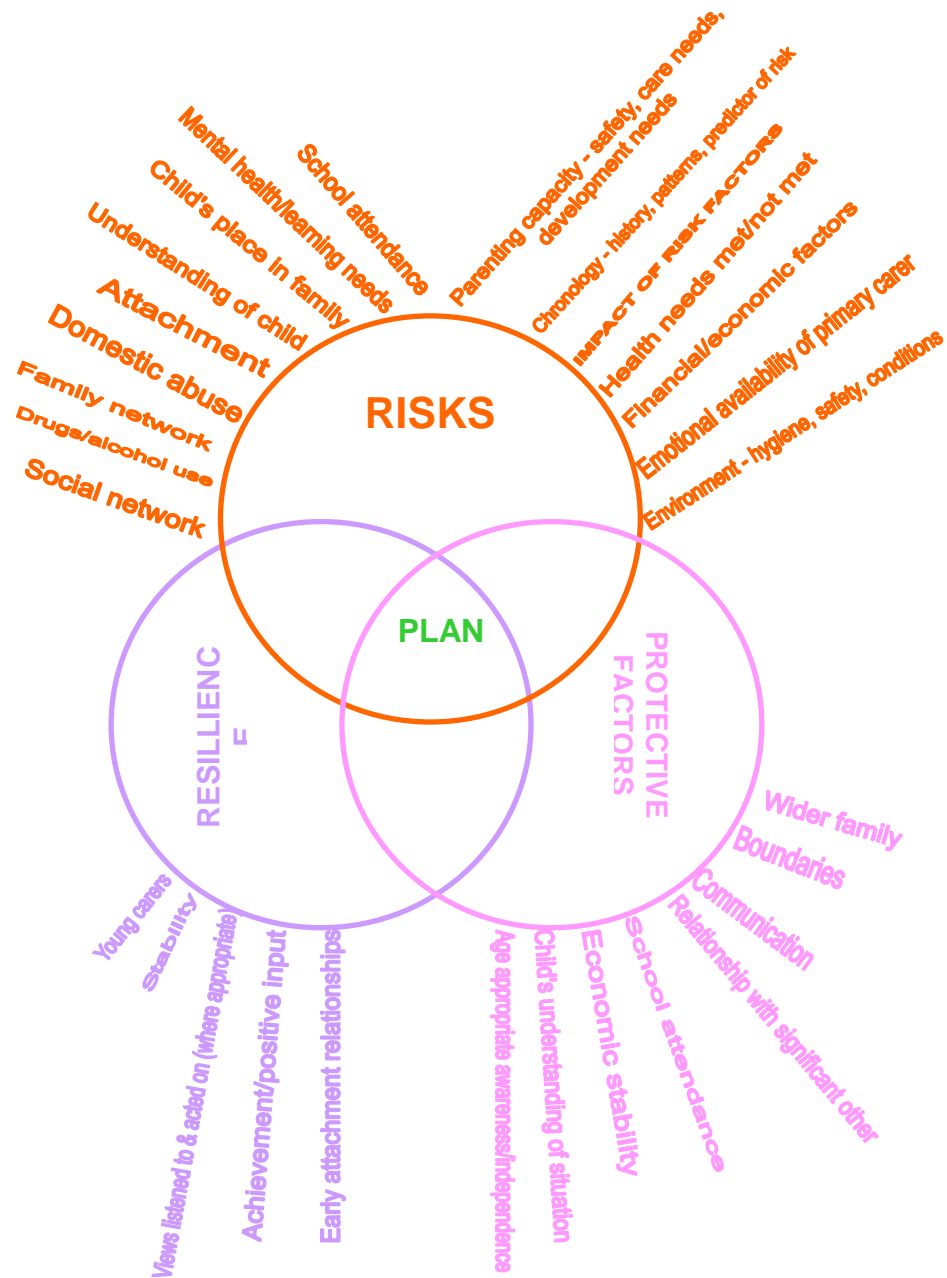 School attendance
Mental health/learning needs
Child's place in family
Understanding of child
Attachment
Domestic abuse
Family network
Drugs/alcohol use
Social network
Parenting capacity - safety, care needs,
development needs
Chronology - history, patterns, predictor of risk
IMPACT OF RISK FACTORS
Health needs met/not met
Financial/economic factors
Emotional availability of primary carer
Environment - hygiene, safety, conditions
RISKS
PLAN
RESILLIENC
E
PROTECTIVE
FACTORS
Young carers
Stability
Views listened to & acted on (where appropriate)
Achievement/positive input
Early attachment relationships
Age appropriate awareness/independence
Child's understanding of situation
Economic stability
School attendance
Relationship with significant other
Communication
Boundaries
Wider family